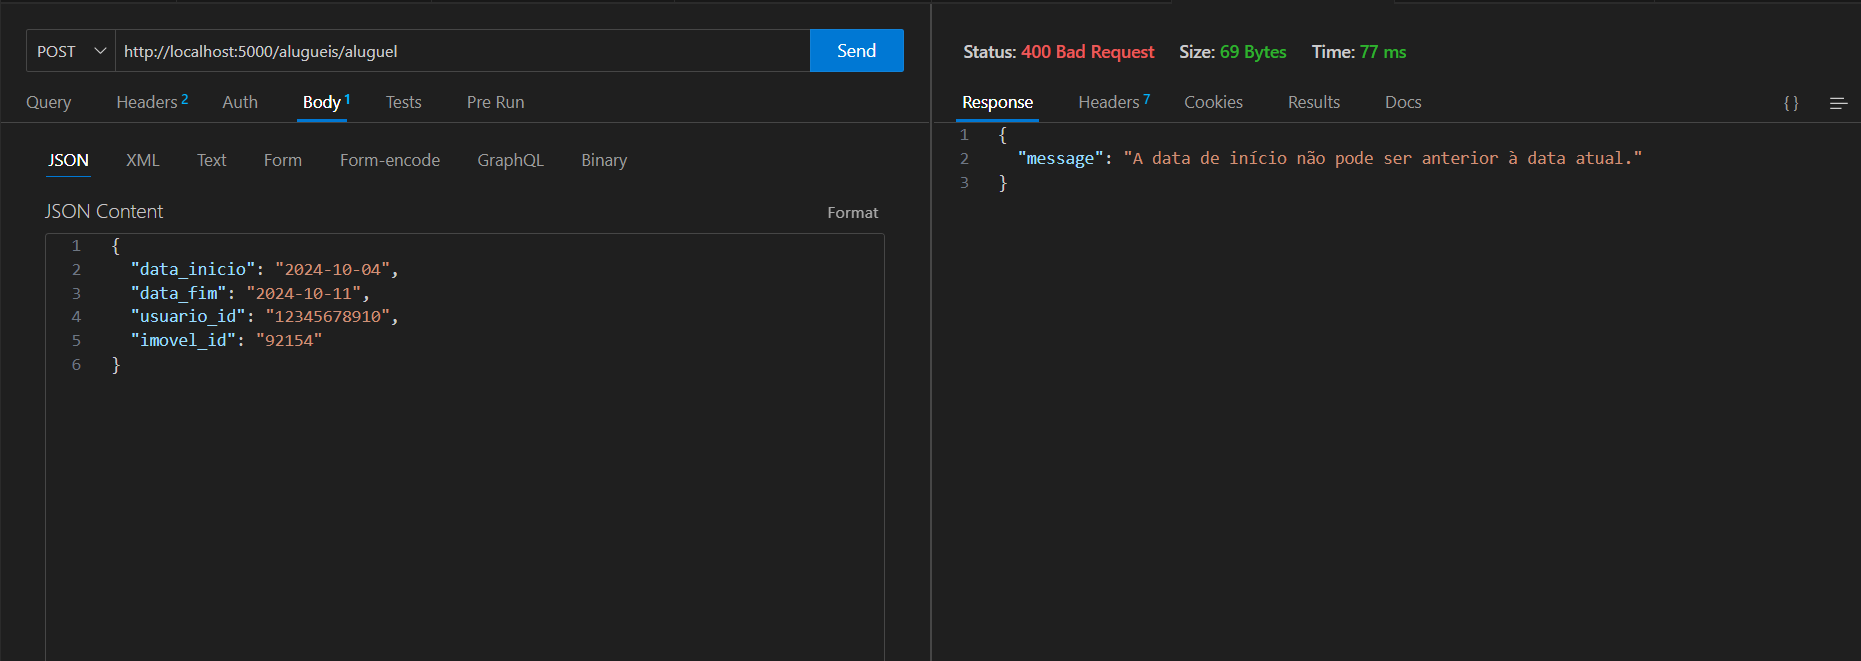 POST http://localhost:5000/alugueis/aluguel Send
Query Headers 2 Auth Body 1 Tests Pre Run
JSON XML Text Form Form-encode GraphQL Binary
JSON Content Format
1 {
2 "data_inicio": "2024-10-04",
3 "data_fim": "2024-10-11",
4 "usuario_id": "12345678910",
5 "imovel_id": "92154"
6 }
Status: 400 Bad Request Size: 69 Bytes Time: 77 ms
Response Headers 7 Cookies Results Docs { }
1 {
2 "message": "A data de início não pode ser anterior à data atual."
3 }